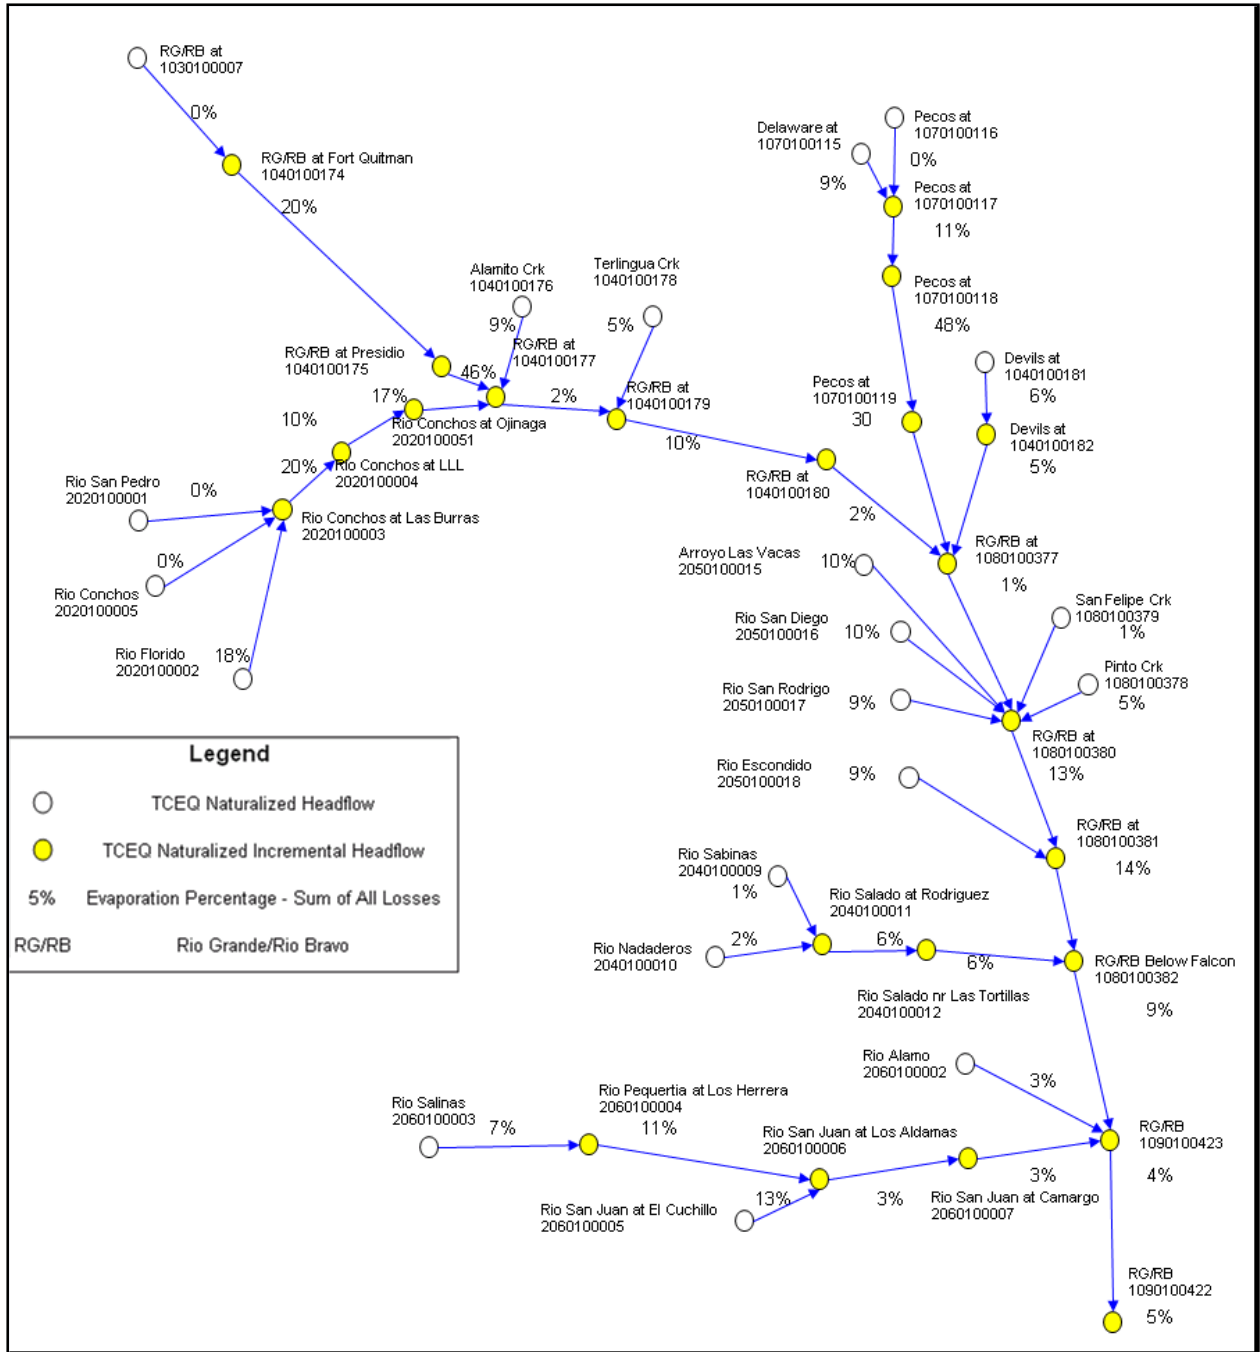 RG/RB at
1030100007
0%
RG/RB at Fort Quitman
1040100174
20%
Delaware at
1070100115
9%
Pecos at
1070100116
0%
Pecos at
1070100117
11%
Pecos at
1070100118
48%
Alamito Crk
1040100176
9%
Terlingua Crk
1040100178
5%
RG/RB at
1040100177
RG/RB at Presidio
1040100175
46%
2%
RG/RB at
1040100179
Pecos at
1070100119
30
Devils at
1040100181
6%
Devils at
1040100182
5%
17%
10%
Rio Conchos at Ojinaga
2020100051
10%
20%
Rio Conchos at LLL
2020100004
RG/RB at
1040100180
2%
Rio San Pedro
2020100001
0%
Rio Conchos at Las Burras
2020100003
0%
Rio Conchos
2020100005
Rio Florido
2020100002
18%
RG/RB at
1080100377
1%
Arroyo Las Vacas
2050100015
10%
San Felipe Crk
1080100379
1%
Rio San Diego
2050100016
10%
Pinto Crk
1080100378
5%
Rio San Rodrigo
2050100017
9%
RG/RB at
1080100380
13%
Rio Escondido
2050100018
9%
RG/RB at
1080100381
14%
Legend
TCEQ Naturalized Headflow
TCEQ Naturalized Incremental Headflow
5% Evaporation Percentage - Sum of All Losses
RG/RB Rio Grande/Rio Bravo
Rio Sabinas
2040100009
1%
Rio Salado at Rodriguez
2040100011
6%
Rio Nadaderos
2040100010
2%
6%
RG/RB Below Falcon
1080100382
9%
Rio Salado nr Las Tortillas
2040100012
Rio Alamo
2060100002
3%
Rio Salinas
2060100003
7%
Rio Pequertia at Los Herrera
2060100004
11%
Rio San Juan at Los Aldamas
2060100006
RG/RB
1090100423
4%
Rio San Juan at El Cuchillo
2060100005
13%
3%
3%
Rio San Juan at Camargo
2060100007
RG/RB
1090100422
5%